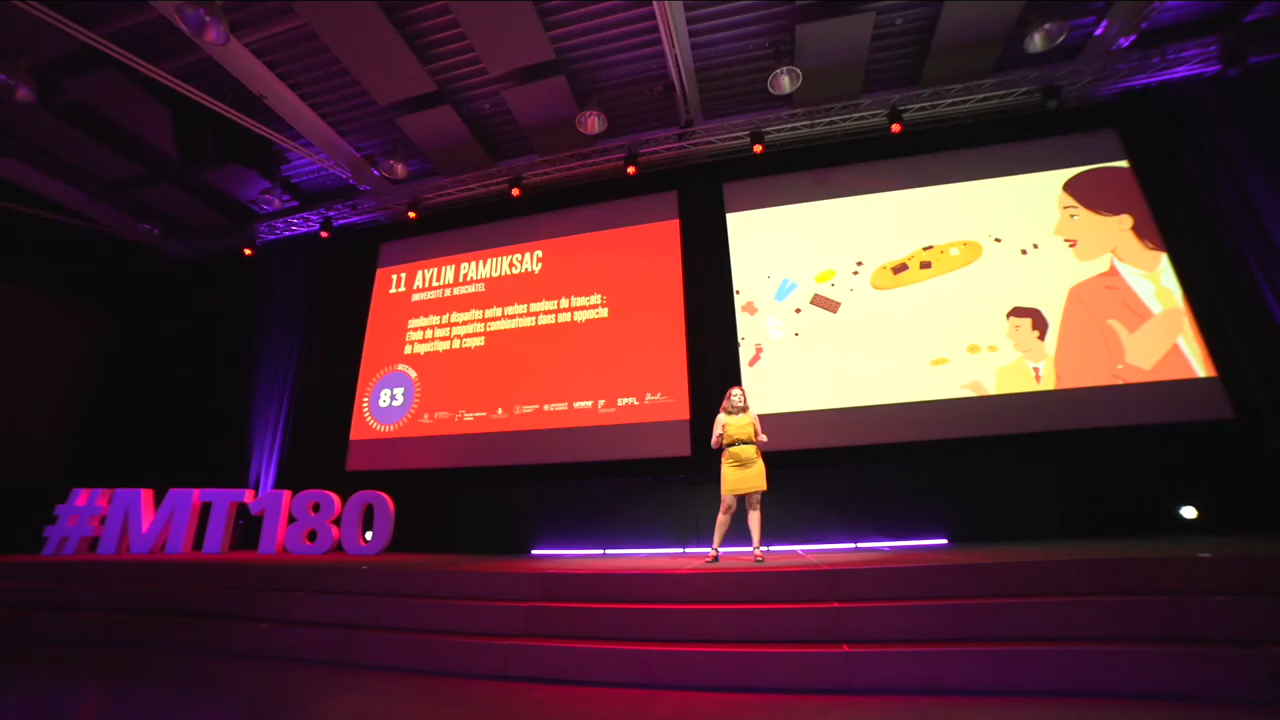 11 AYLIN PAMUKSAÇ
UNIVERSITÉ DE NEUCHÂTEL
similarités et disparités entre verbes modaux du français :
Étude de leurs propriétés combinatoires dans une approche
de linguistique de corpus
83
unine
EPFL
#MT180